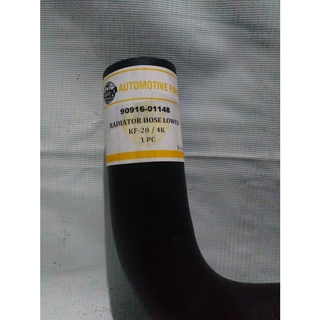 AUTOMOTIVE PA
90916-01148
RADIATOR HOSE LOWER
KF-20 / 4K
1 PC